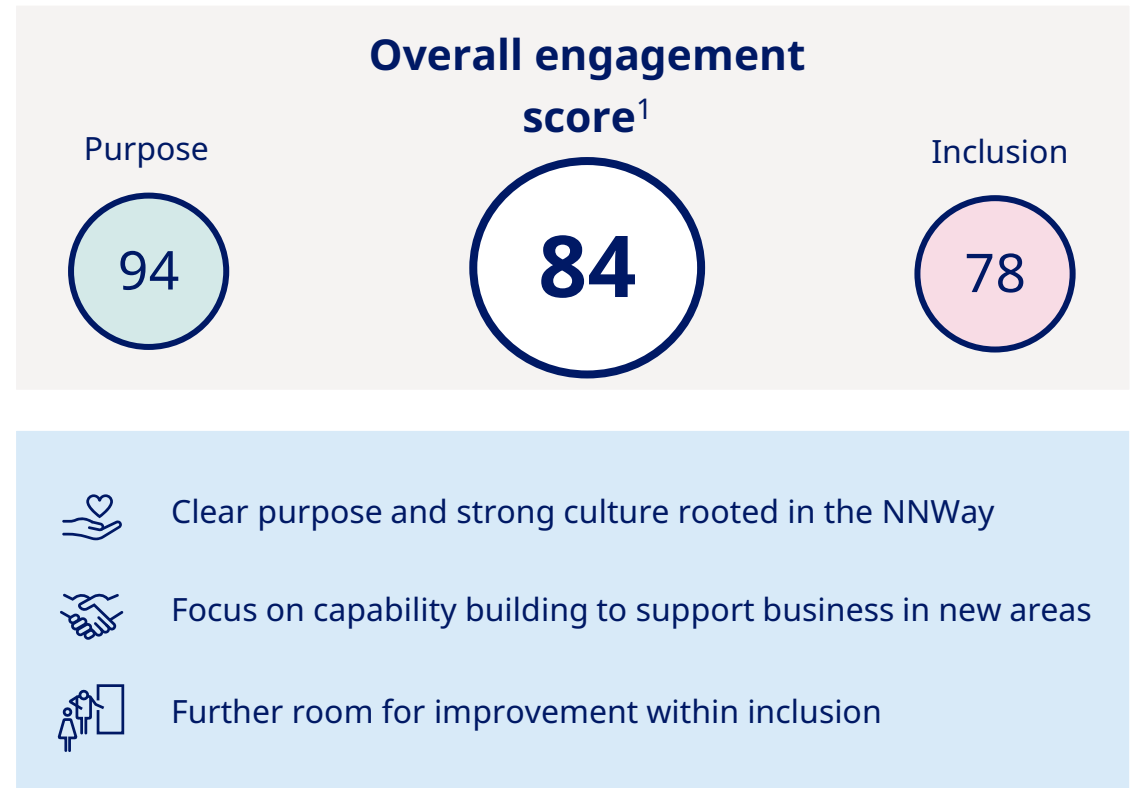 Overall engagement
score¹
Purpose
Inclusion
94
84
78
Clear purpose and strong culture rooted in the NNWay
Focus on capability building to support business in new areas
Further room for improvement within inclusion